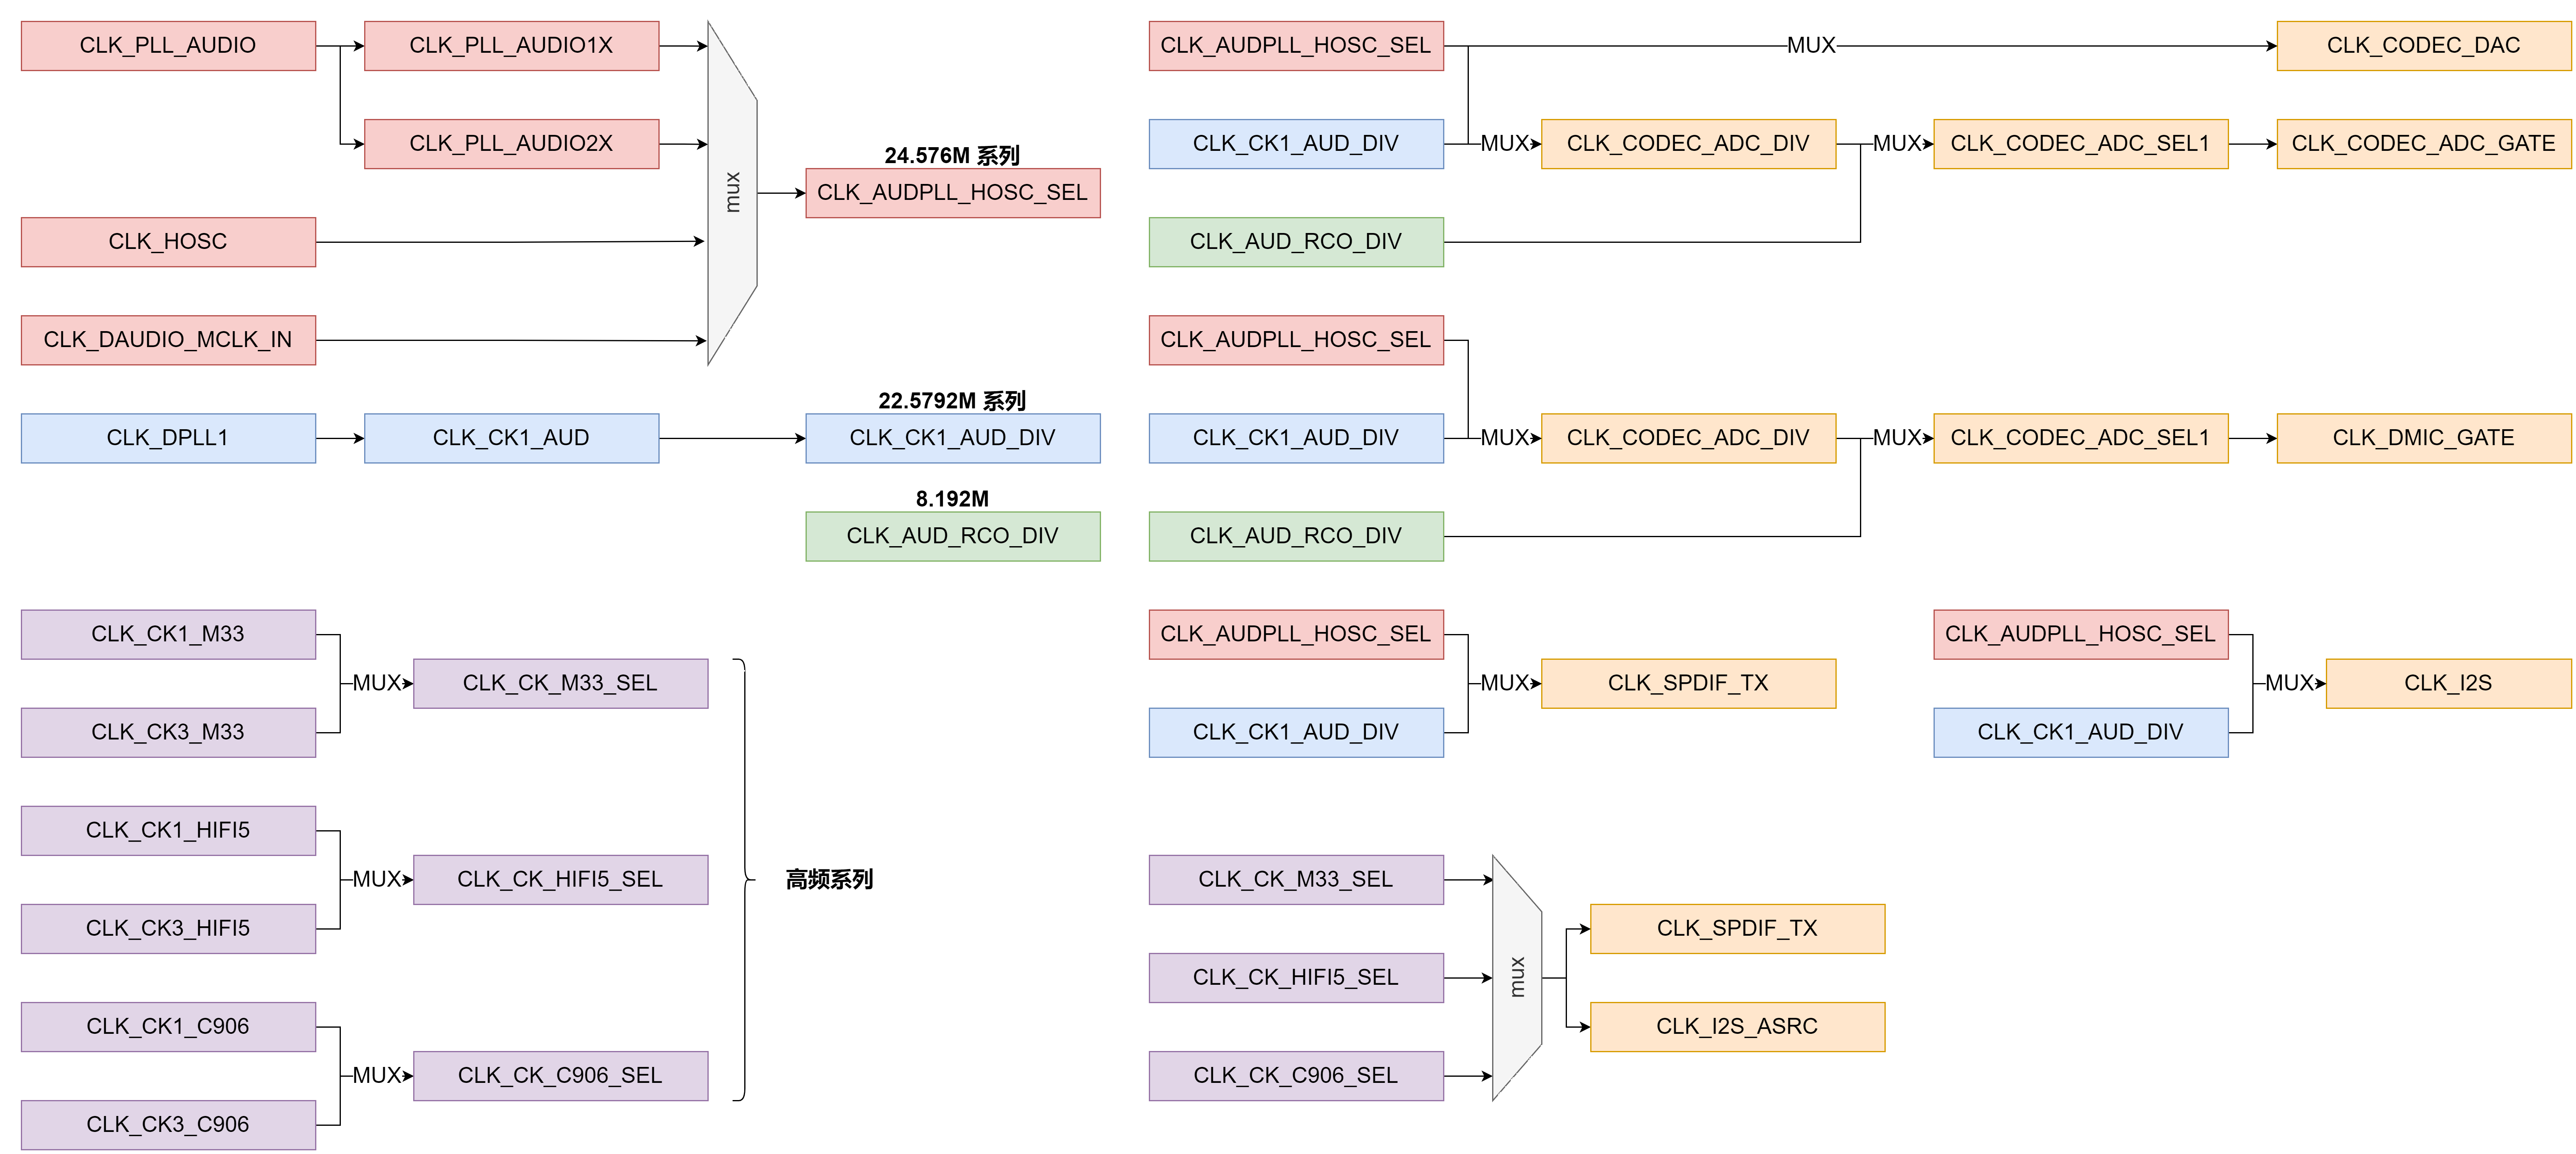 CLK_PLL_AUDIO
CLK_PLL_AUDIO1X
CLK_PLL_AUDIO2X
CLK_HOSC
CLK_DAUDIO_MCLK_IN
mux
24.576M 系列
CLK_AUDPLL_HOSC_SEL
CLK_DPLL1
CLK_CK1_AUD
22.5792M 系列
CLK_CK1_AUD_DIV
8.192M
CLK_AUD_RCO_DIV
CLK_CK1_M33
CLK_CK3_M33
MUX
CLK_CK_M33_SEL
CLK_CK1_HIFI5
CLK_CK3_HIFI5
MUX
CLK_CK_HIFI5_SEL
CLK_CK1_C906
CLK_CK3_C906
MUX
CLK_CK_C906_SEL
高频系列
CLK_AUDPLL_HOSC_SEL
MUX
CLK_CODEC_DAC
CLK_CK1_AUD_DIV
MUX
CLK_CODEC_ADC_DIV
MUX
CLK_CODEC_ADC_SEL1
CLK_CODEC_ADC_GATE
CLK_AUD_RCO_DIV
CLK_AUDPLL_HOSC_SEL
CLK_CK1_AUD_DIV
MUX
CLK_CODEC_ADC_DIV
MUX
CLK_CODEC_ADC_SEL1
CLK_DMIC_GATE
CLK_AUD_RCO_DIV
CLK_AUDPLL_HOSC_SEL
CLK_CK1_AUD_DIV
MUX
CLK_SPDIF_TX
CLK_AUDPLL_HOSC_SEL
CLK_CK1_AUD_DIV
MUX
CLK_I2S
CLK_CK_M33_SEL
CLK_CK_HIFI5_SEL
CLK_CK_C906_SEL
mux
CLK_SPDIF_TX
CLK_I2S_ASRC